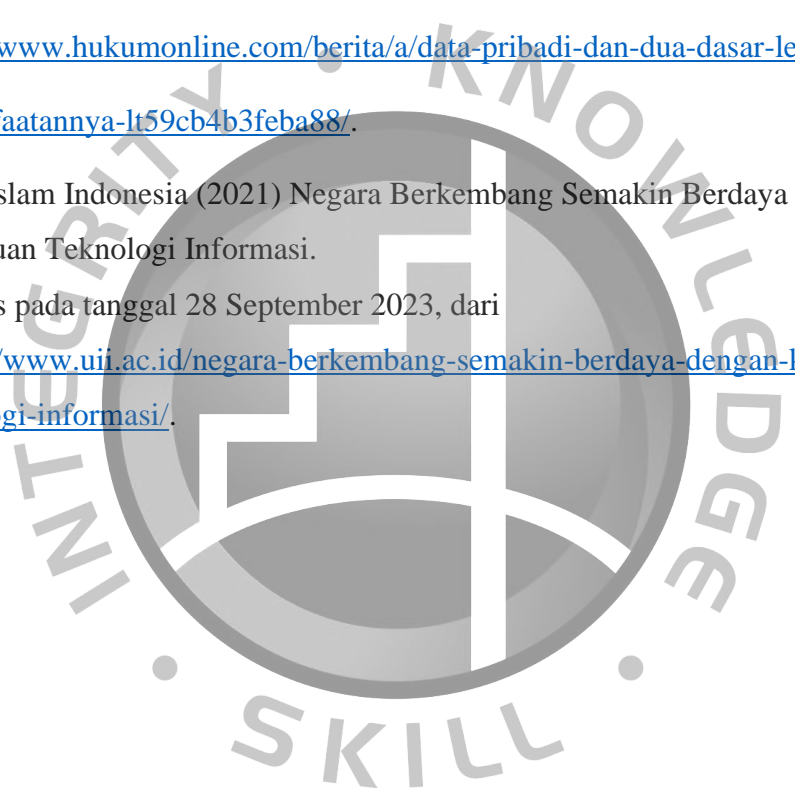 www.hukumonline.com/berita/a/data-pribadi-dan-dua-dasar-le
faatannya-lt59cb4b3feba88/.
slam Indonesia (2021) Negara Berkembang Semakin Berdaya
uan Teknologi Informasi.
s pada tanggal 28 September 2023, dari
/www.uii.ac.id/negara-berkembang-semakin-berdaya-dengan-k
gi-informasi/.
INTEGRITY • KNOWLEDGE • SKILL •